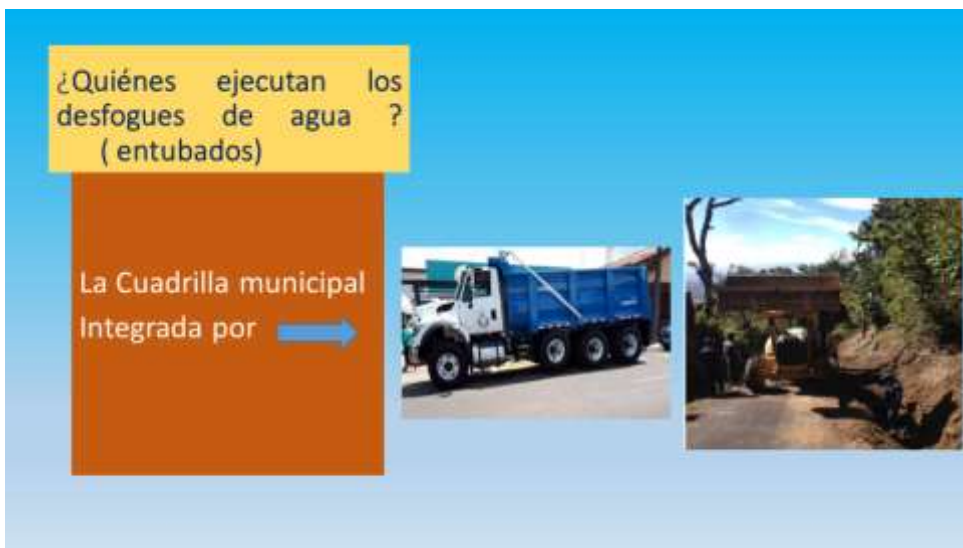 ¿Quiénes ejecutan los
desfogues de agua ?
( entubados)
La Cuadrilla municipal
Integrada por